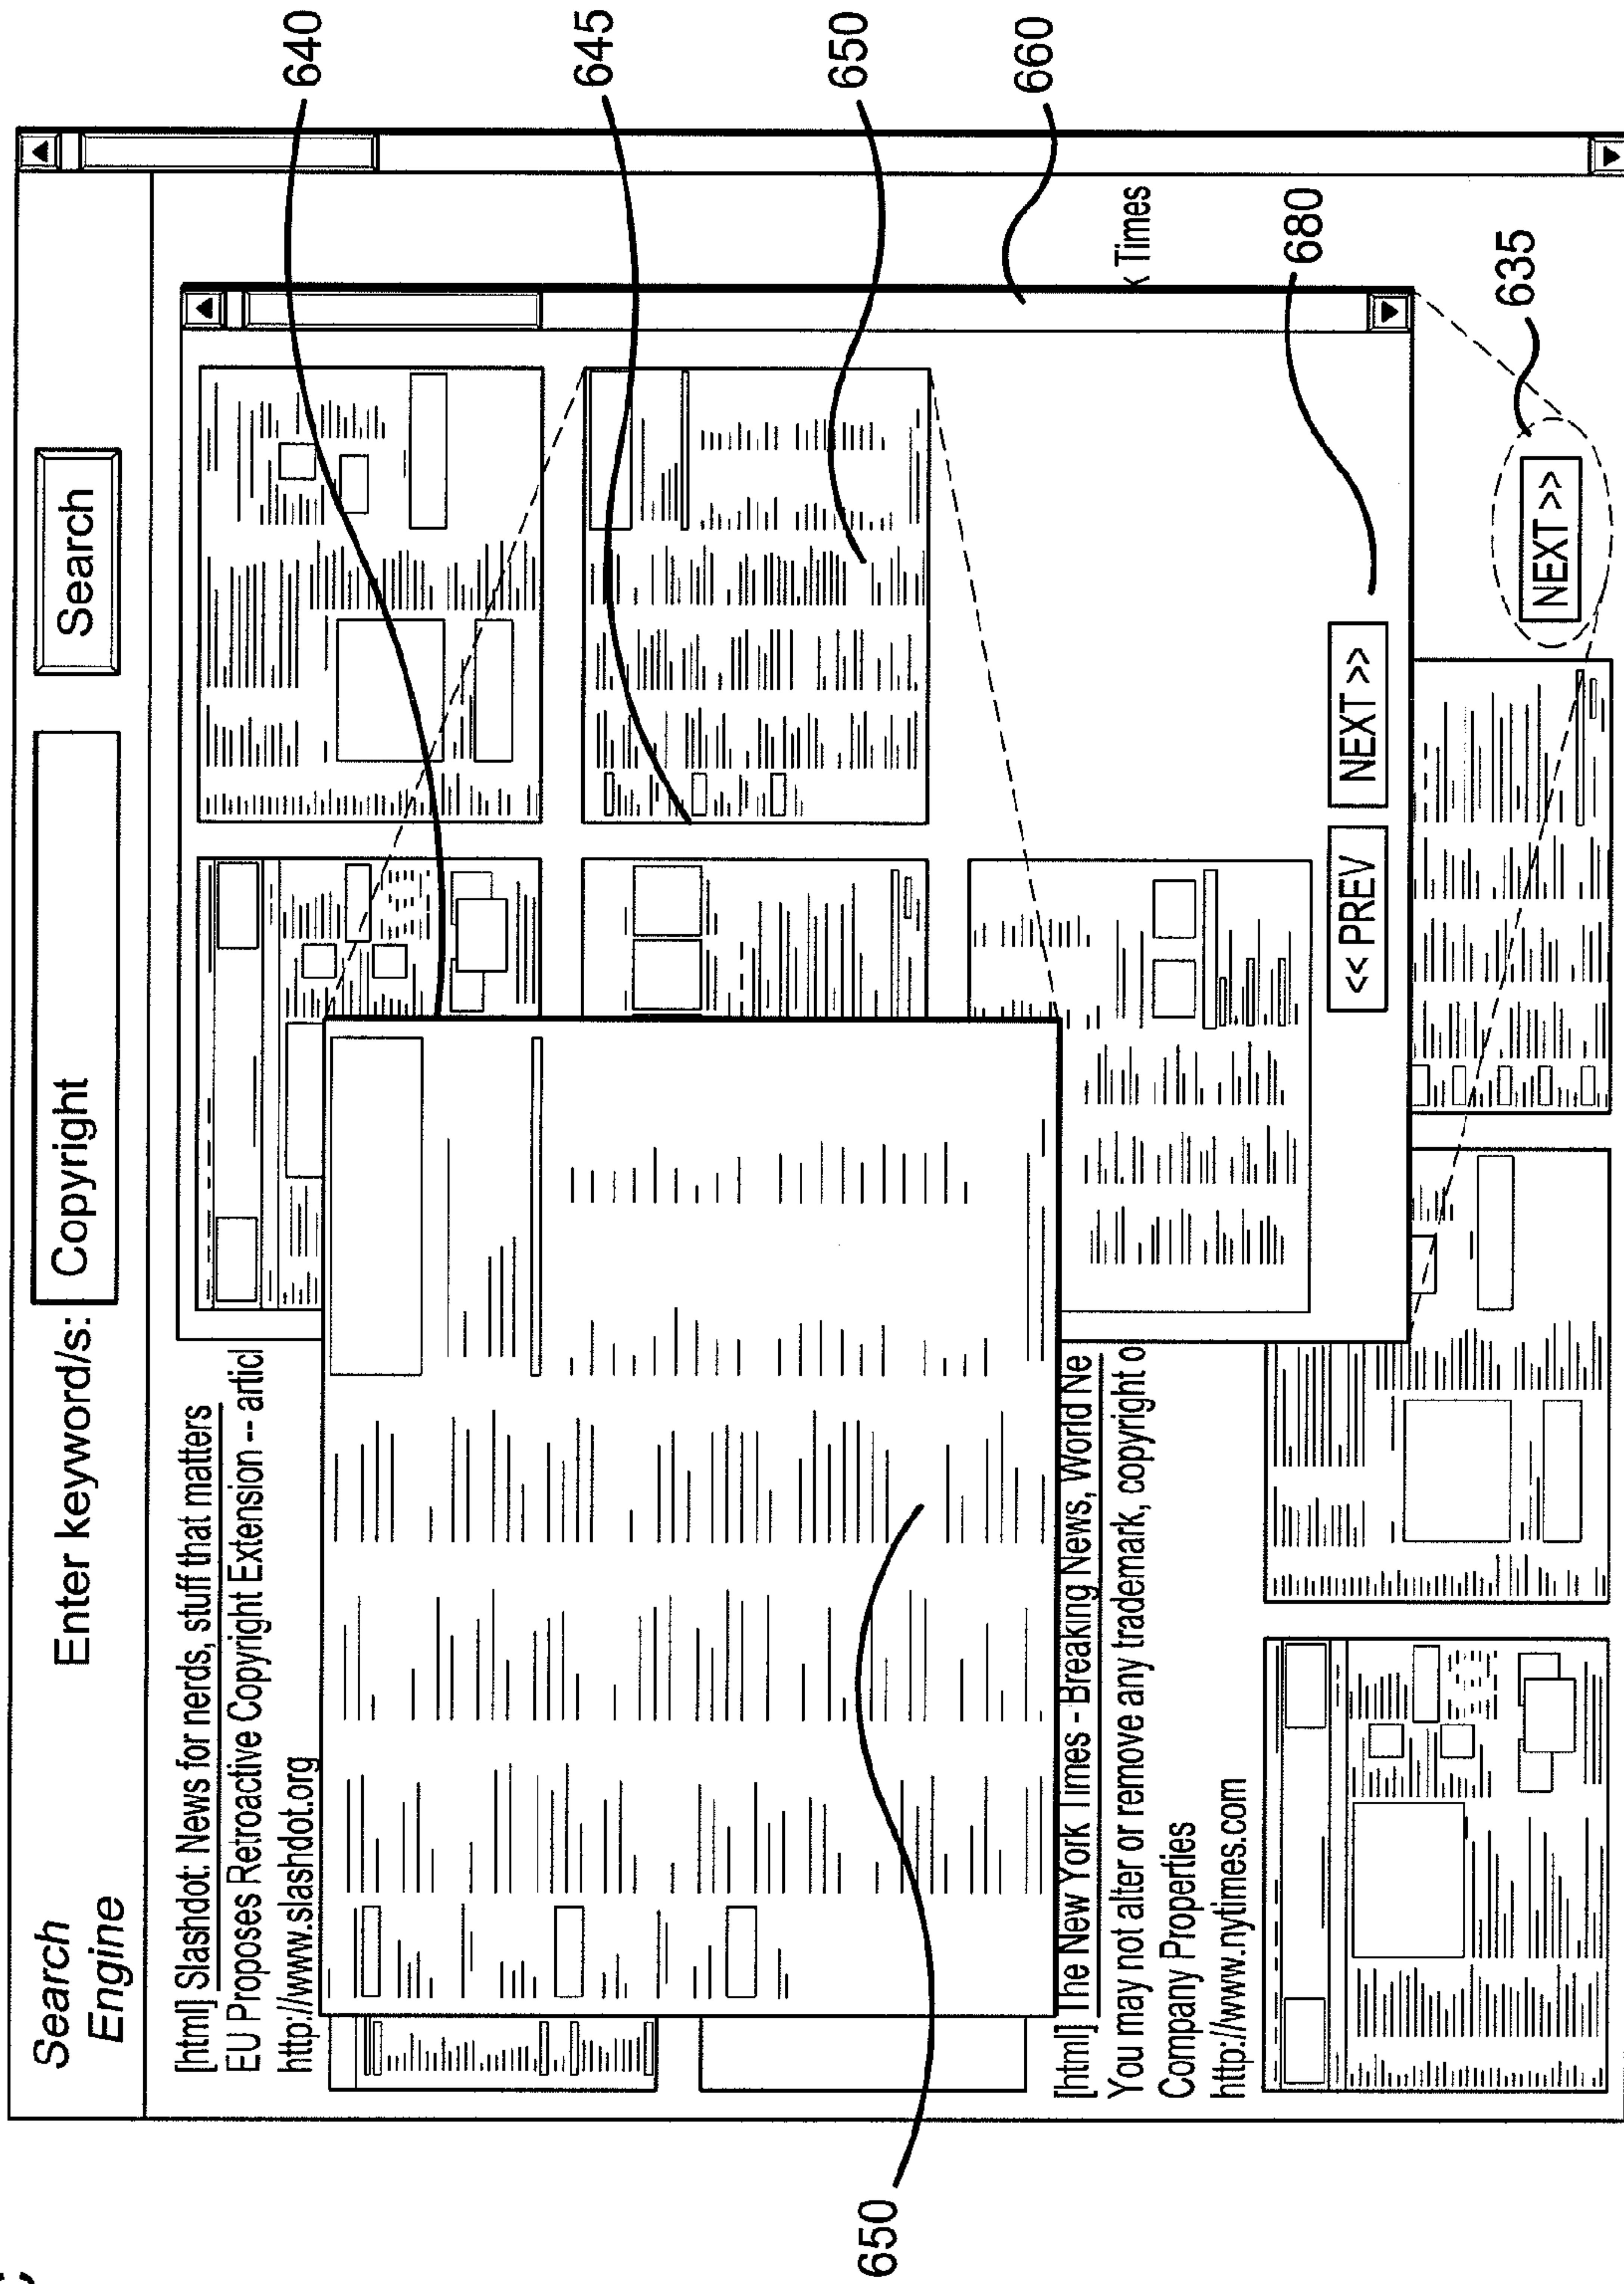 Search
Engine
Enter keyword/s:
Copyright
Search
[html] Slashdot: News for nerds, stuff that matters
EU Proposes Retroactive Copyright Extension -- articl
http://www.slashdot.org
[html] The New York Times - Breaking News, World Ne
You may not alter or remove any trademark, copyright o
Company Properties
http://www.nytimes.com
k Times
<< PREV
NEXT >>
NEXT >>
640
645
650
660
680
635
650